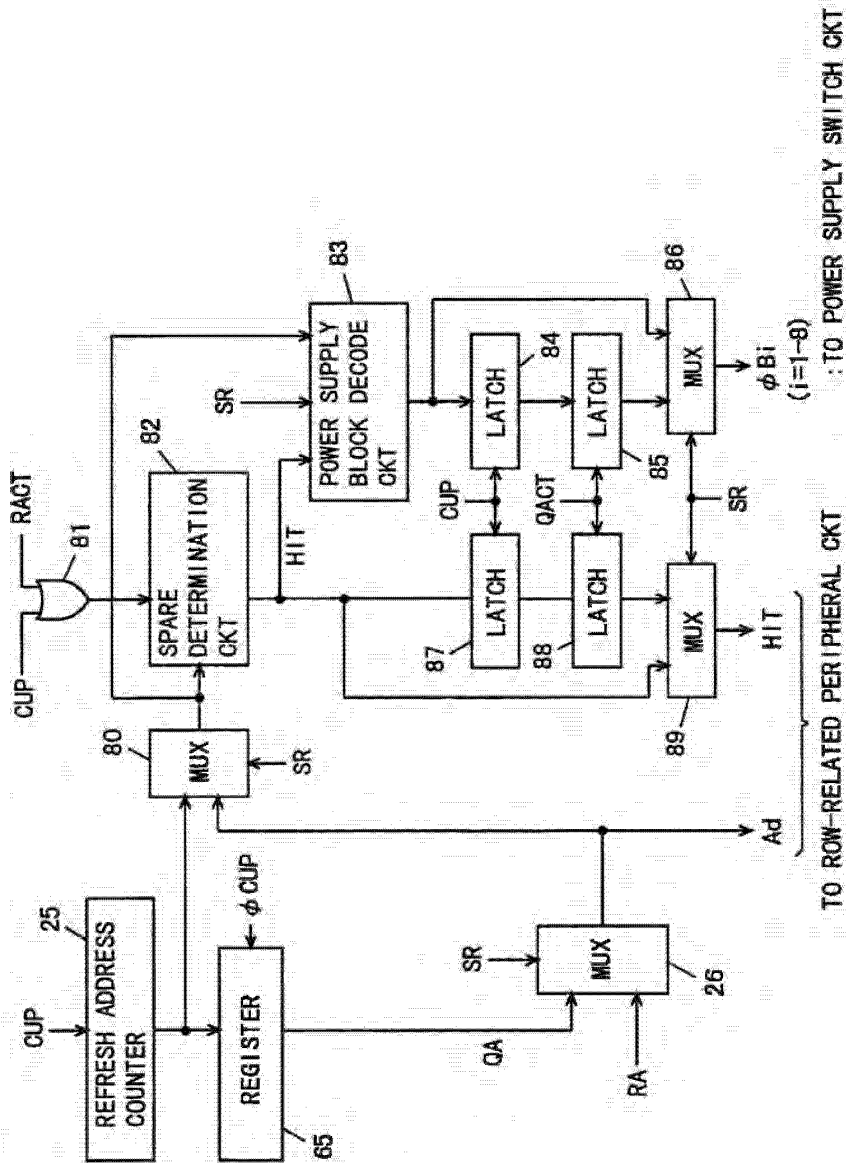 CUP
REFRESH ADDRESS
COUNTER
25
REGISTER
65
φCUP
QA
SR
RA
MUX
26
MUX
80
SR
CUP
RACT
81
SPARE
DETERMINATION
CKT
82
HIT
SR
POWER SUPPLY
BLOCK DECODE
CKT
83
87
LATCH
CUP
LATCH
84
88
LATCH
QACT
LATCH
85
89
MUX
SR
MUX
86
Ad
HIT
φBi
(i=1-8)
TO ROW-RELATED PERIPHERAL CKT
:TO POWER SUPPLY SWITCH CKT